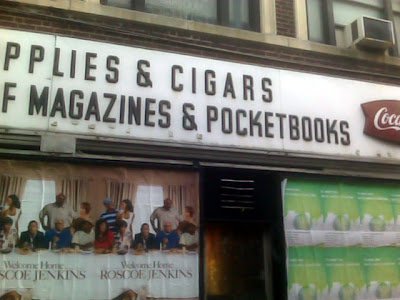 PPLIES & CIGARS
F MAGAZINES & POCKETBOOKS
Coca
Welcome Home
ROSCOE JENKINS
Welcome Home
ROSCOE JENKINS